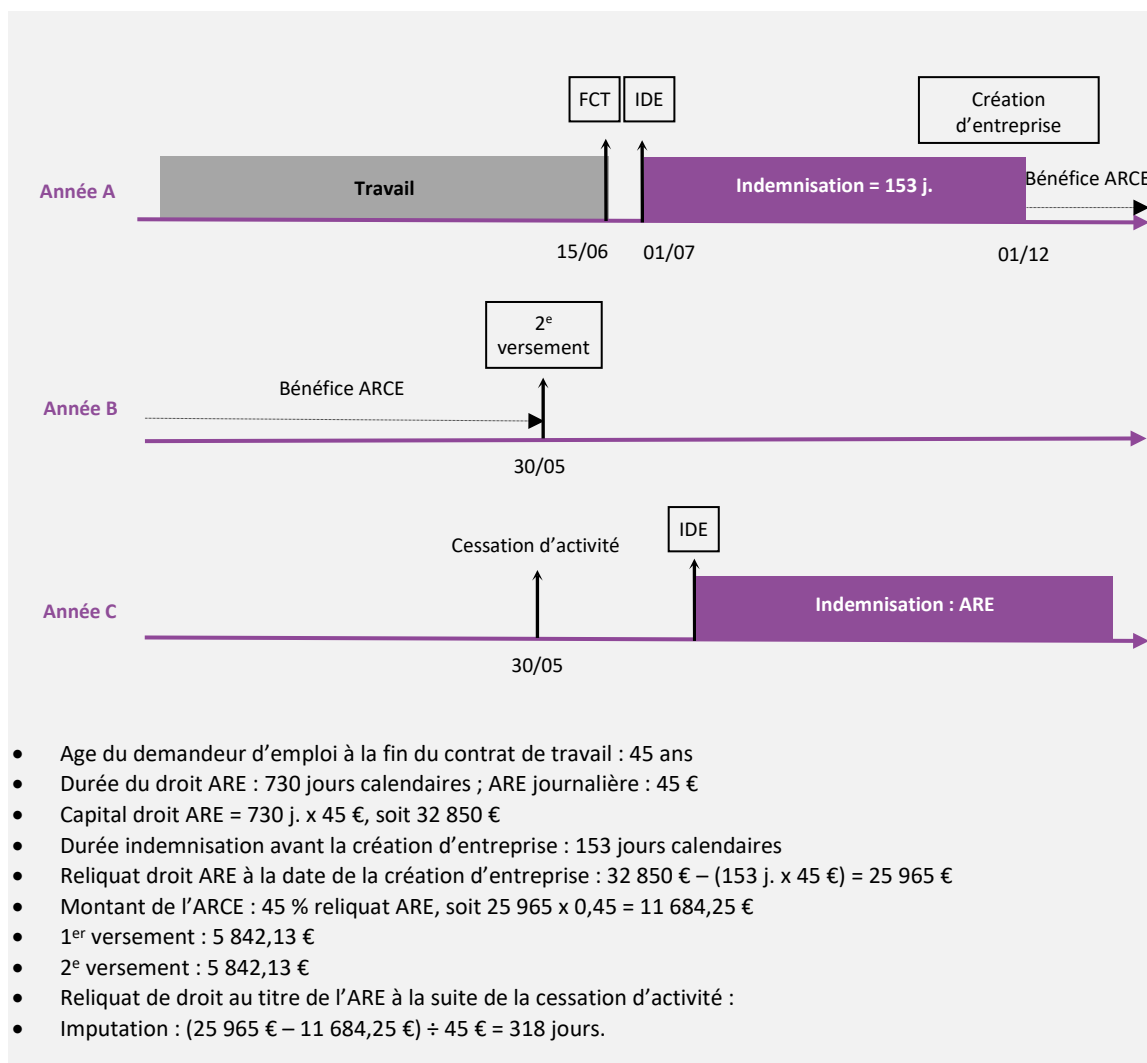 FCT
IDE
Création
d’entreprise
Année A
Travail
Indemnisation = 153 j.
Bénéfice ARCE
15/06
01/07
01/12
2e
versement
Bénéfice ARCE
Année B
30/05
IDE
Cessation d’activité
Année C
Indemnisation : ARE
30/05
• Age du demandeur d’emploi à la fin du contrat de travail : 45 ans
• Durée du droit ARE : 730 jours calendaires ; ARE journalière : 45 €
• Capital droit ARE = 730 j. x 45 €, soit 32 850 €
• Durée indemnisation avant la création d’entreprise : 153 jours calendaires
• Reliquat droit ARE à la date de la création d’entreprise : 32 850 € – (153 j. x 45 €) = 25 965 €
• Montant de l’ARCE : 45 % reliquat ARE, soit 25 965 x 0,45 = 11 684,25 €
• 1er versement : 5 842,13 €
• 2e versement : 5 842,13 €
• Reliquat de droit au titre de l’ARE à la suite de la cessation d’activité :
• Imputation : (25 965 € – 11 684,25 €) ÷ 45 € = 318 jours.